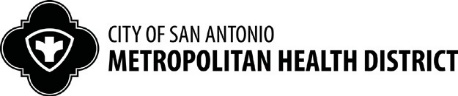 CITY OF SAN ANTONIO
METROPOLITAN HEALTH DISTRICT